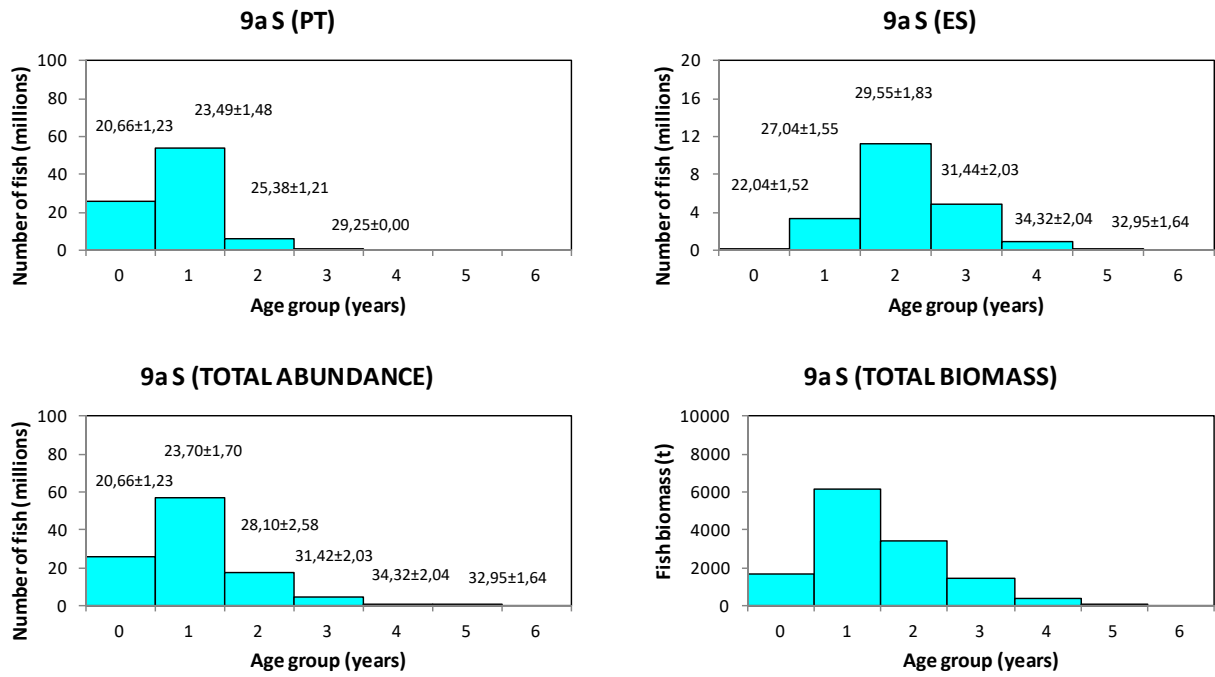 9a S (PT)
Number of fish (millions)
100
80
60
40
20
0
20,66±1,23
23,49±1,48
25,38±1,21
29,25±0,00
0 1 2 3 4 5 6
Age group (years)
9a S (ES)
Number of fish (millions)
20
16
12
8
4
0
22,04±1,52
27,04±1,55
29,55±1,83
31,44±2,03
34,32±2,04
32,95±1,64
0 1 2 3 4 5 6
Age group (years)
9a S (TOTAL ABUNDANCE)
Number of fish (millions)
100
80
60
40
20
0
20,66±1,23
23,70±1,70
28,10±2,58
31,42±2,03
34,32±2,04
32,95±1,64
0 1 2 3 4 5 6
Age group (years)
9a S (TOTAL BIOMASS)
Fish biomass (t)
10000
8000
6000
4000
2000
0
0 1 2 3 4 5 6
Age group (years)